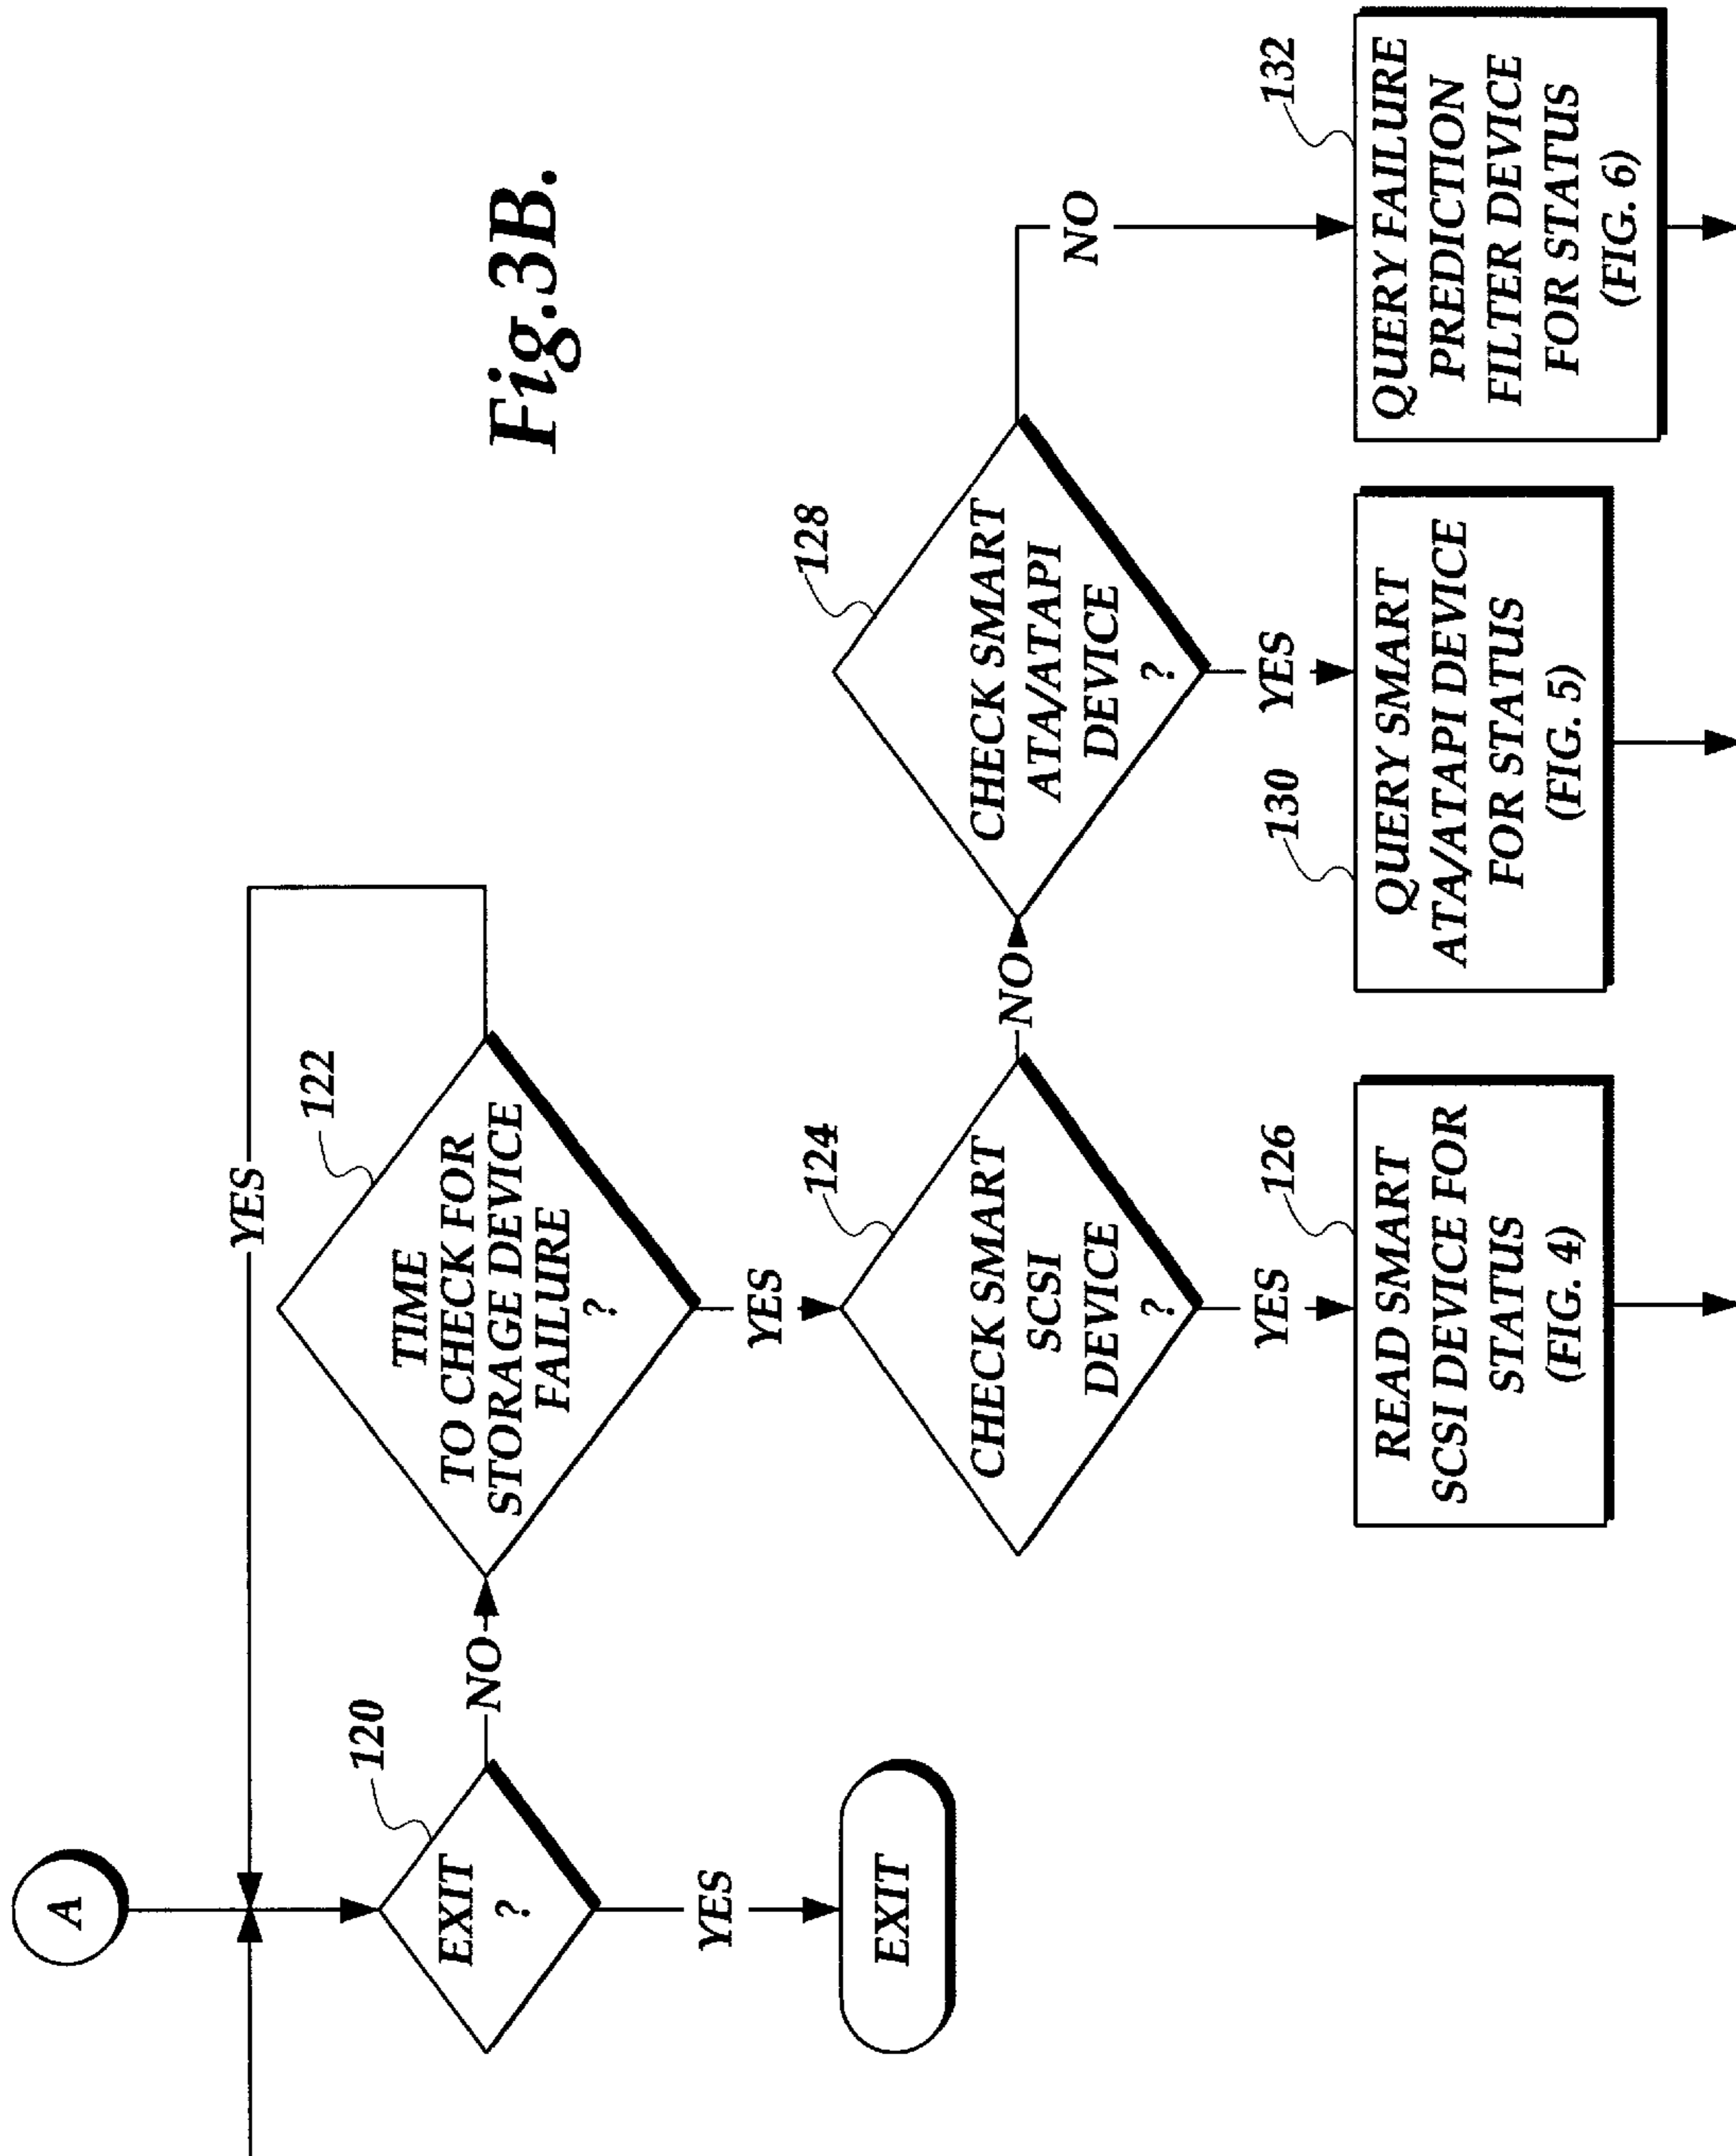 Fig.3B.
A
YES
120
EXIT
?
NO
122
TIME
TO CHECK FOR
STORAGE DEVICE
FAILURE
?
YES
EXIT
YES
124
CHECK SMART
SCSI
DEVICE
?
NO
128
CHECK SMART
ATA/ATAPI
DEVICE
?
NO
YES
126
READ SMART
SCSI DEVICE FOR
STATUS
(FIG. 4)
YES
130
QUERY SMART
ATA/ATAPI DEVICE
FOR STATUS
(FIG. 5)
132
QUERY FAILURE
PREDICTION
FILTER DEVICE
FOR STATUS
(FIG. 6)